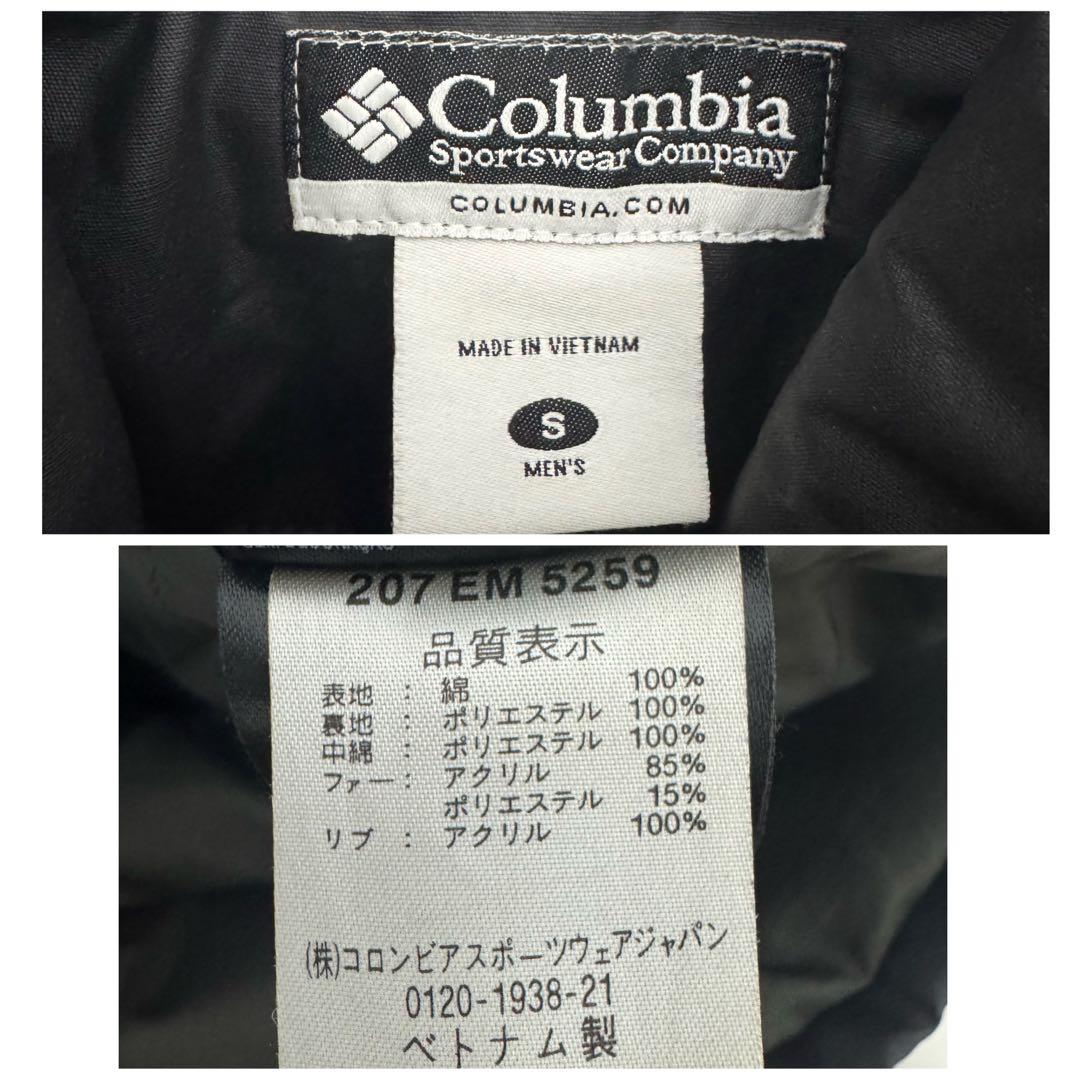 Columbia
Sportswear Company
COLUMBIA.COM
MADE IN VIETNAM
S
MEN'S
207 EM 5259
品質表示
表地 : 綿 100%
裏地 : ポリエステル 100%
中綿 : ポリエステル 100%
ファー : アクリル 85%
ポリエステル 15%
リブ : アクリル 100%
(株)コロンビアスポーツウェアジャパン
0120-1938-21
ベトナム製